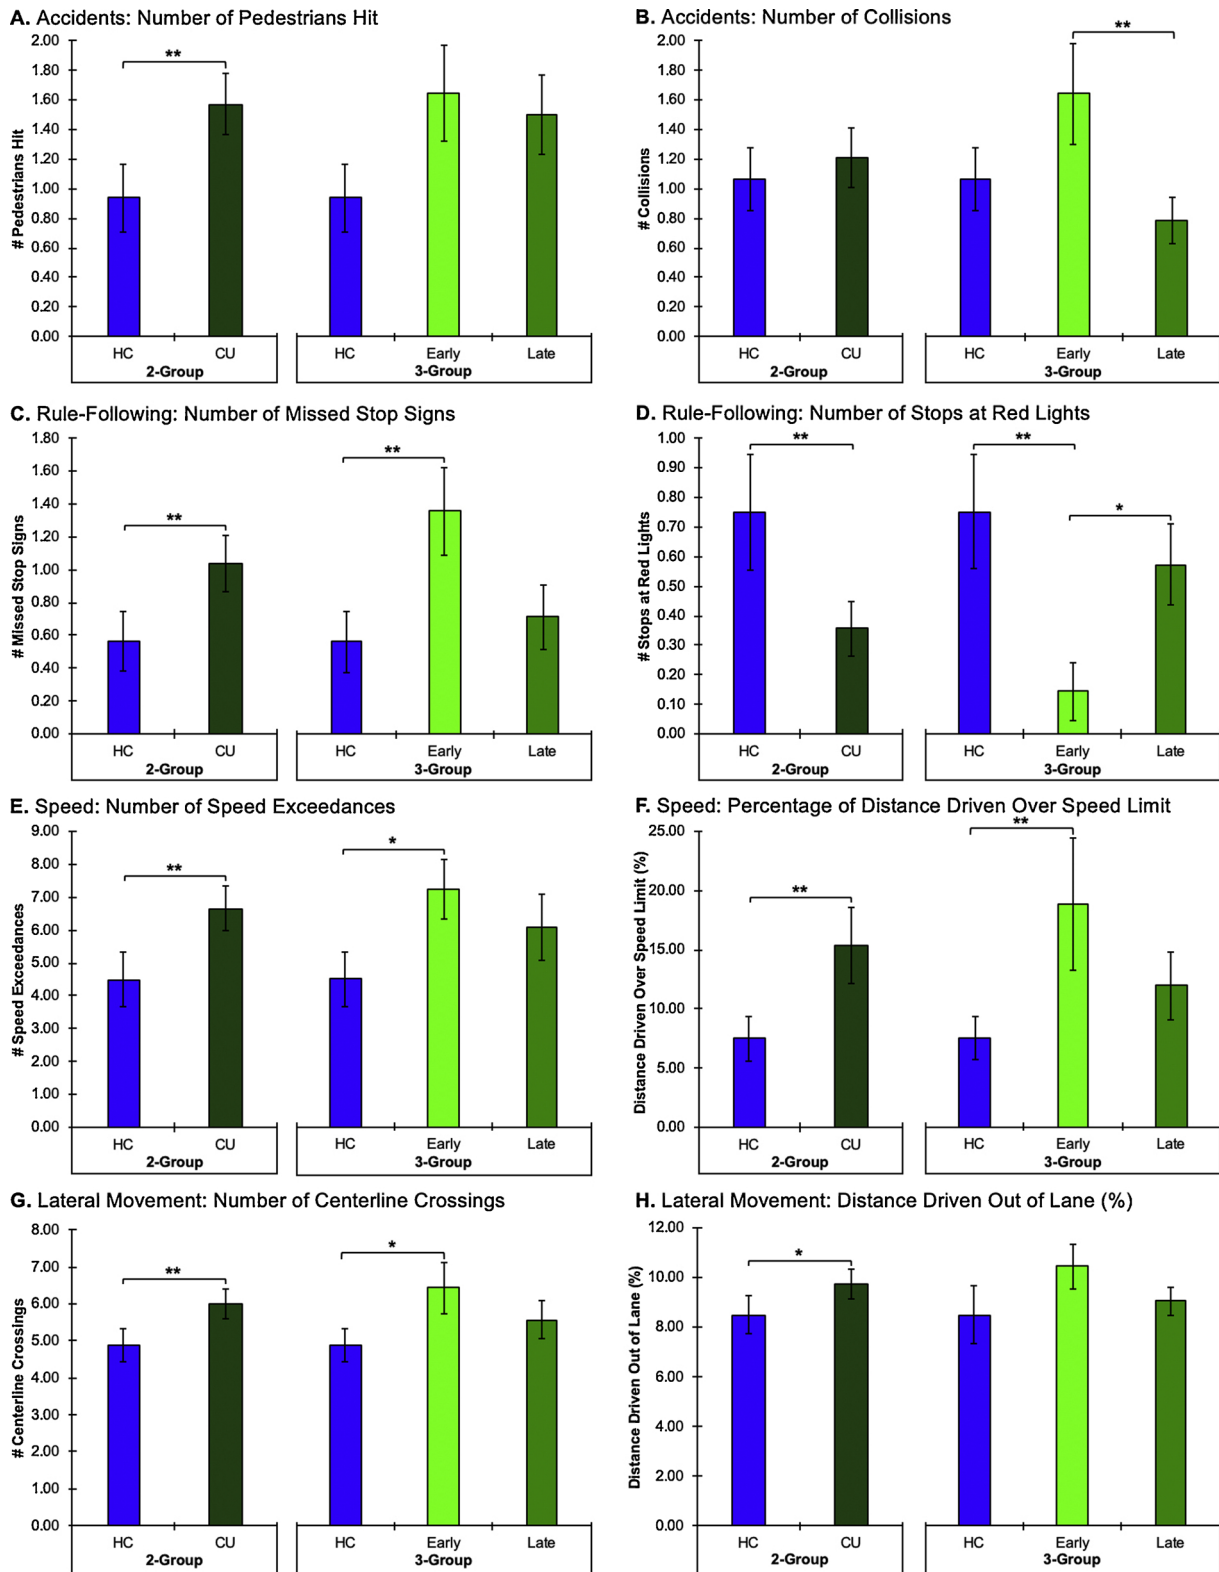 A. Accidents: Number of Pedestrians Hit
2.00
1.80
1.60
1.40
1.20
1.00
0.80
0.60
0.40
0.20
0.00
# Pedestrians Hit
**
HC
CU
HC
Early
Late
2-Group
3-Group
B. Accidents: Number of Collisions
2.00
1.80
1.60
1.40
1.20
1.00
0.80
0.60
0.40
0.20
0.00
# Collisions
**
HC
CU
HC
Early
Late
2-Group
3-Group
C. Rule-Following: Number of Missed Stop Signs
1.80
1.60
1.40
1.20
1.00
0.80
0.60
0.40
0.20
0.00
# Missed Stop Signs
**
**
HC
CU
HC
Early
Late
2-Group
3-Group
D. Rule-Following: Number of Stops at Red Lights
1.00
0.90
0.80
0.70
0.60
0.50
0.40
0.30
0.20
0.10
0.00
# Stops at Red Lights
**
**
*
HC
CU
HC
Early
Late
2-Group
3-Group
E. Speed: Number of Speed Exceedances
9.00
8.00
7.00
6.00
5.00
4.00
3.00
2.00
1.00
0.00
# Speed Exceedances
**
*
HC
CU
HC
Early
Late
2-Group
3-Group
F. Speed: Percentage of Distance Driven Over Speed Limit
25.00
20.00
15.00
10.00
5.00
0.00
Distance Driven Over Speed Limit (%)
**
**
HC
CU
HC
Early
Late
2-Group
3-Group
G. Lateral Movement: Number of Centerline Crossings
8.00
7.00
6.00
5.00
4.00
3.00
2.00
1.00
0.00
# Centerline Crossings
**
*
HC
CU
HC
Early
Late
2-Group
3-Group
H. Lateral Movement: Distance Driven Out of Lane (%)
12.00
10.00
8.00
6.00
4.00
2.00
0.00
Distance Driven Out of Lane (%)
*
HC
CU
HC
Early
Late
2-Group
3-Group